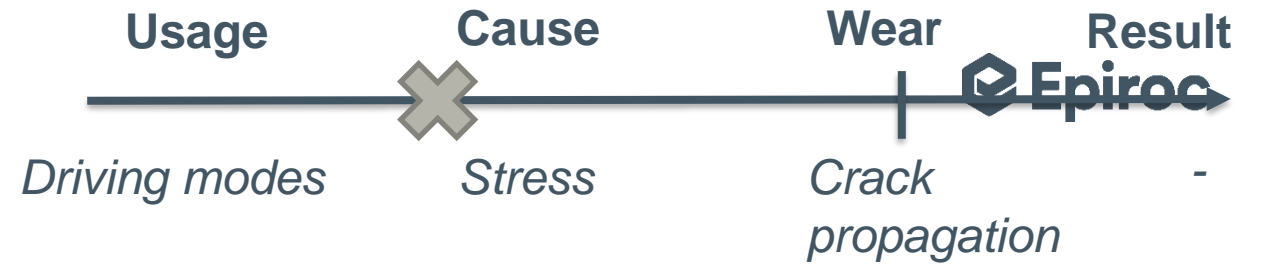 Usage Cause Wear Result
Epiroc
Driving modes Stress Crack -
propagation